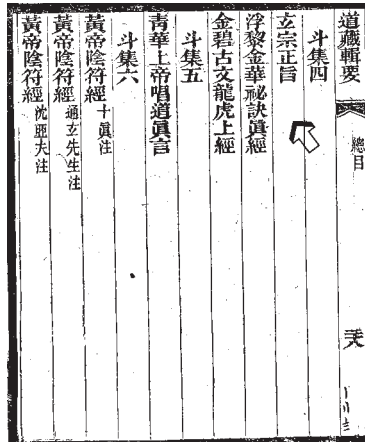 道藏輯要 總目
斗集四
玄宗正旨
浮黎金華祕訣眞經
金碧古文龍虎上經
斗集五
靑華上帝唱道眞言
斗集六
黃帝陰符經 十眞注
黃帝陰符經 通玄先生注
黃帝陰符經 沈亞夫注